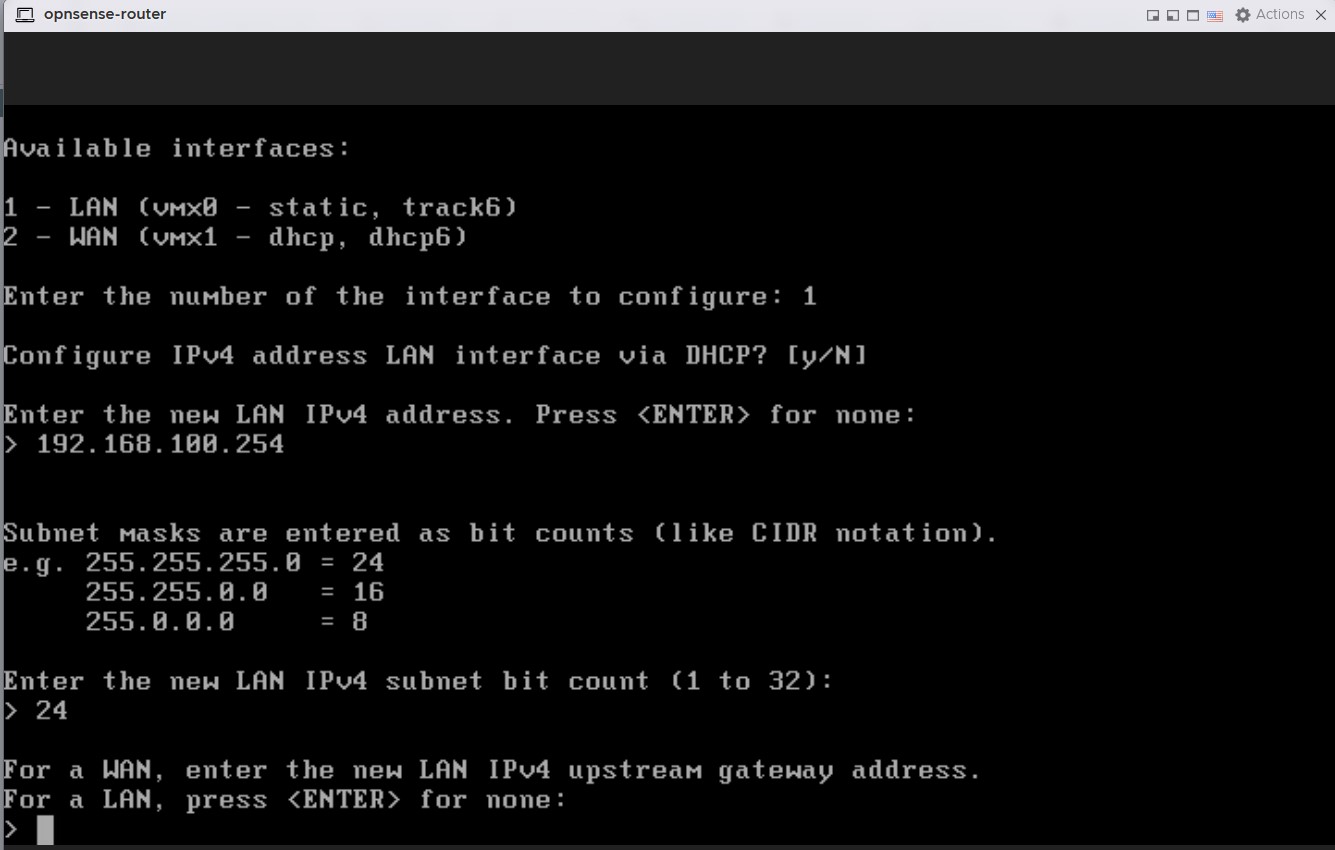 opnsense-router
Actions
Available interfaces:
1 - LAN (vmx0 - static, track6)
2 - WAN (vmx1 - dhcp, dhcp6)
Enter the number of the interface to configure: 1
Configure IPv4 address LAN interface via DHCP? [y/N]
Enter the new LAN IPv4 address. Press <ENTER> for none:
> 192.168.100.254
Subnet masks are entered as bit counts (like CIDR notation).
e.g. 255.255.255.0 = 24
255.255.0.0 = 16
255.0.0.0 = 8
Enter the new LAN IPv4 subnet bit count (1 to 32):
> 24
For a WAN, enter the new LAN IPv4 upstream gateway address.
For a LAN, press <ENTER> for none:
>